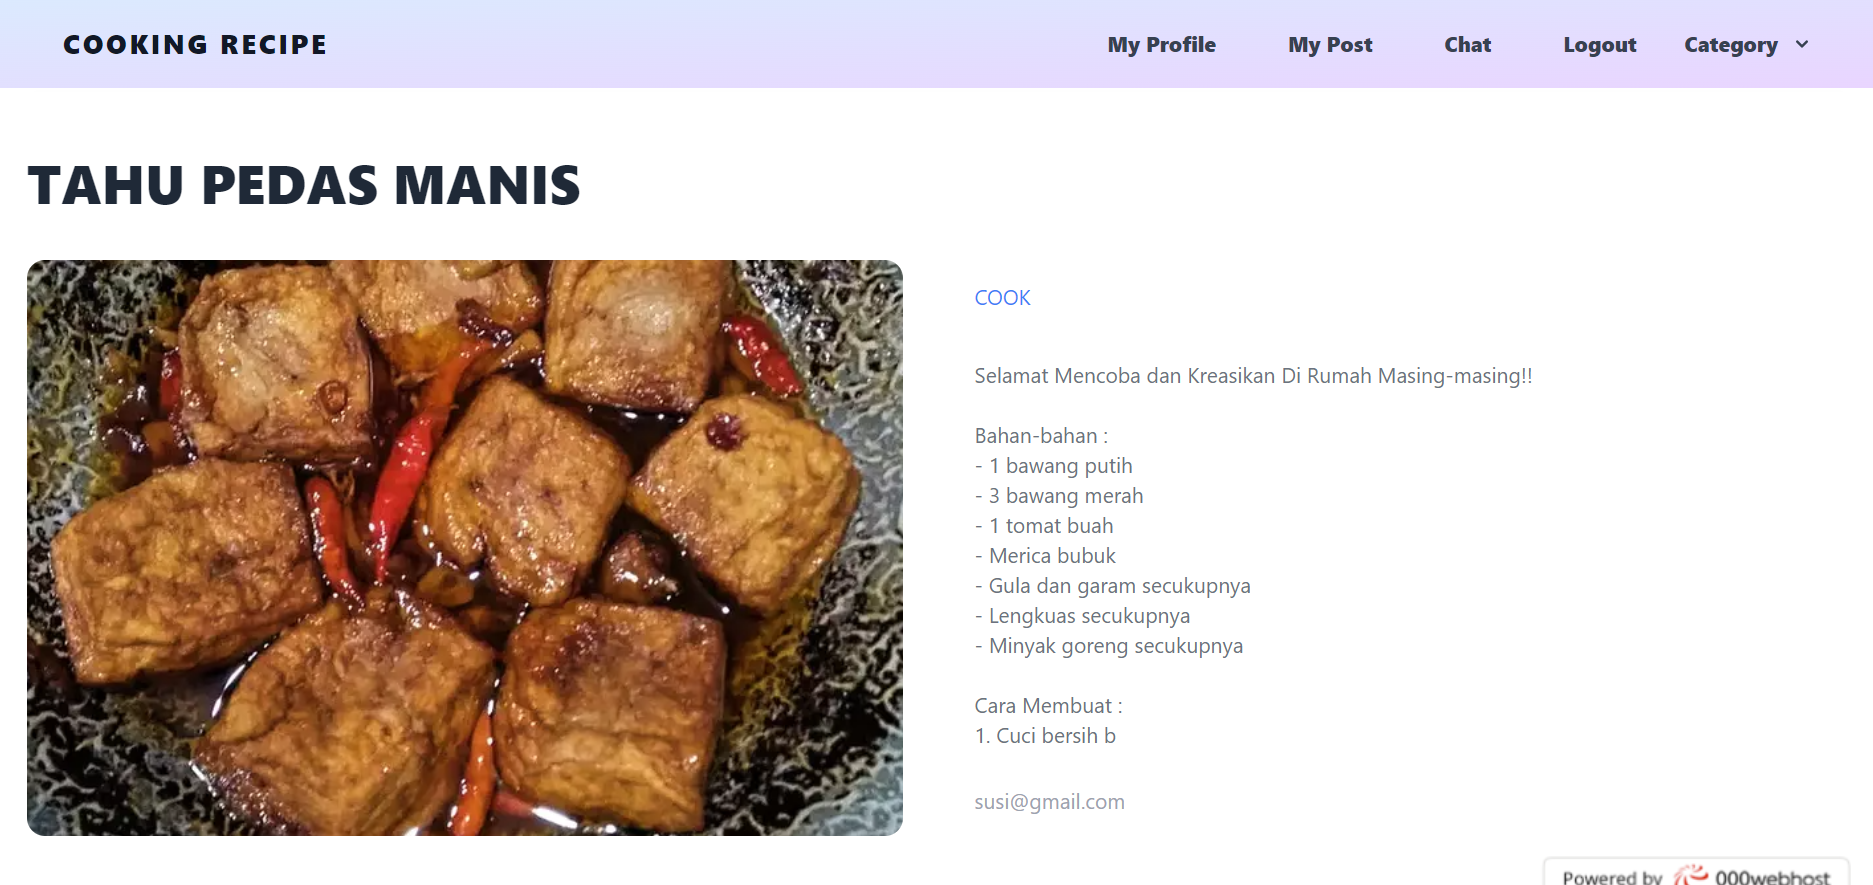 COOKING RECIPE
My Profile
My Post
Chat
Logout
Category
TAHU PEDAS MANIS
COOK
Selamat Mencoba dan Kreasikan Di Rumah Masing-masing!!
Bahan-bahan :
- 1 bawang putih
- 3 bawang merah
- 1 tomat buah
- Merica bubuk
- Gula dan garam secukupnya
- Lengkuas secukupnya
- Minyak goreng secukupnya
Cara Membuat :
1. Cuci bersih b
susi@gmail.com
Powered by 000webhost